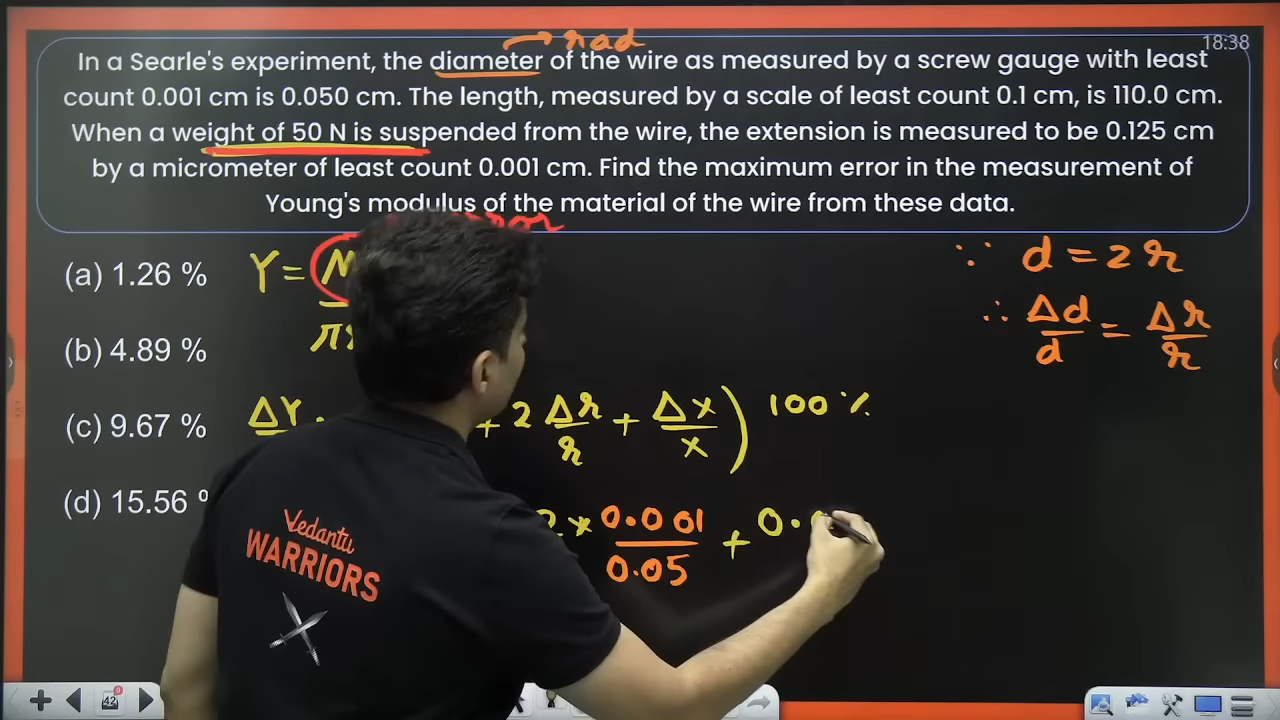 rad
18:38
In a Searle's experiment, the diameter of the wire as measured by a screw gauge with least
count 0.001 cm is 0.050 cm. The length, measured by a scale of least count 0.1 cm, is 110.0 cm.
When a weight of 50 N is suspended from the wire, the extension is measured to be 0.125 cm
by a micrometer of least count 0.001 cm. Find the maximum error in the measurement of
Young's modulus of the material of the wire from these data.
(a) 1.26 %
Y =
∵ d = 2r
(b) 4.89 %
∴ Δd/d = Δr/r
(c) 9.67 %
ΔY + 2 Δr/r + Δx/x) 100 %
(d) 15.56
2 * 0.001/0.05 + 0.
Vedantu
WARRIORS
42